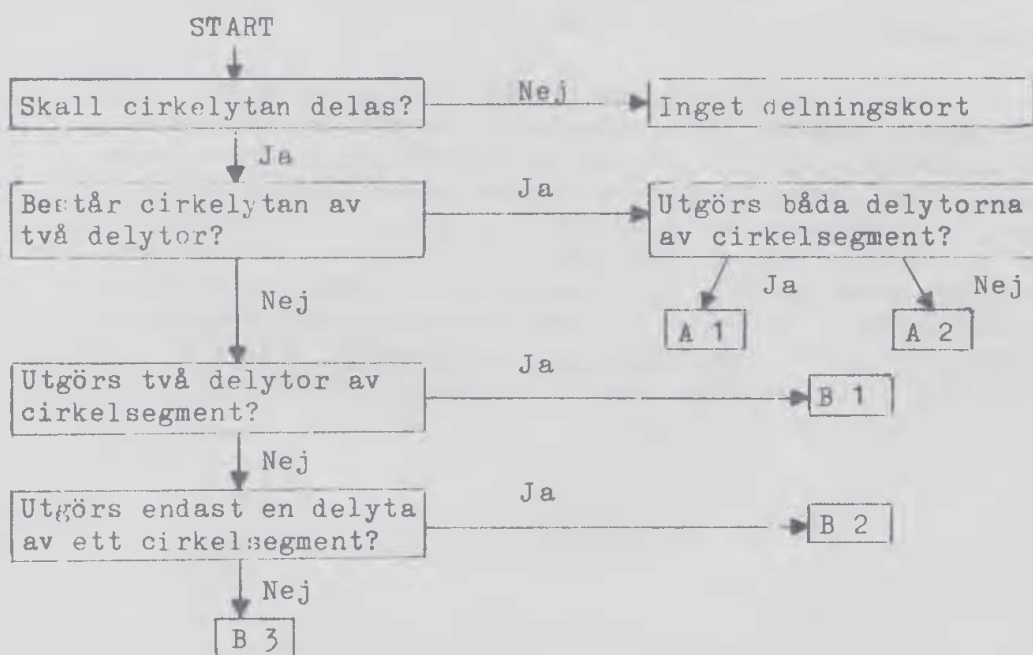 START
Skall cirkelytan delas?
Nej
Inget delningskort
Ja
Består cirkelytan av
två delytor?
Ja
Utgörs båda delytorna
av cirkelsegment?
Ja
Nej
A 1
A 2
Nej
Utgörs två delytor av
cirkelsegment?
Ja
B 1
Nej
Utgörs endast en delyta
av ett cirkelsegment?
Ja
B 2
Nej
B 3